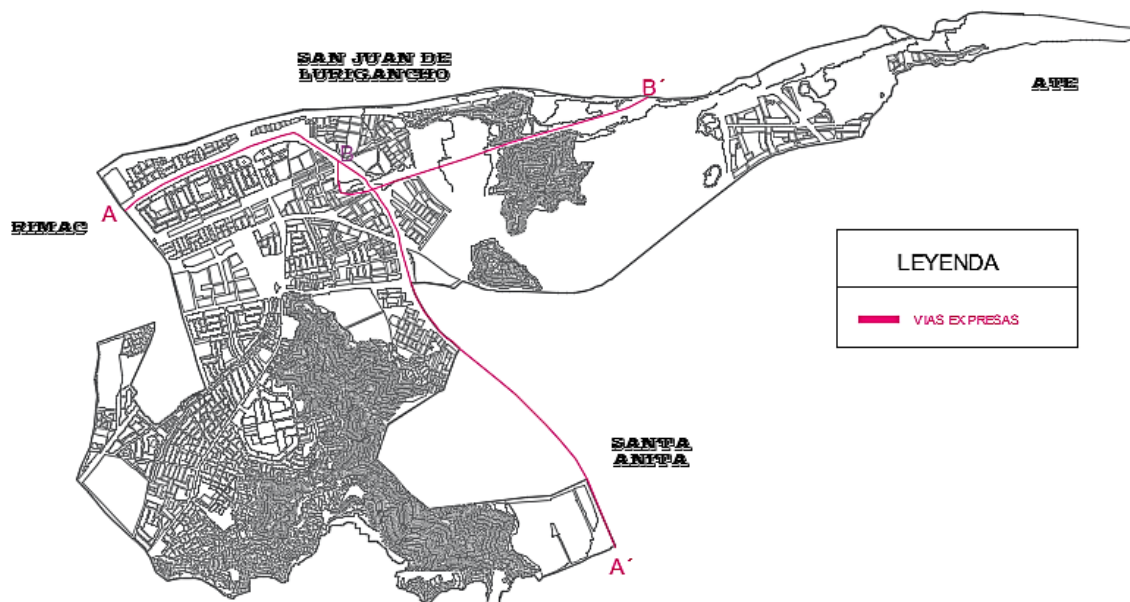 SAN JUAN DE
LURIGANCHO
B´
ATE
B
A
RIMAC
LEYENDA
VIAS EXPRESAS
SANTA
ANITA
A´